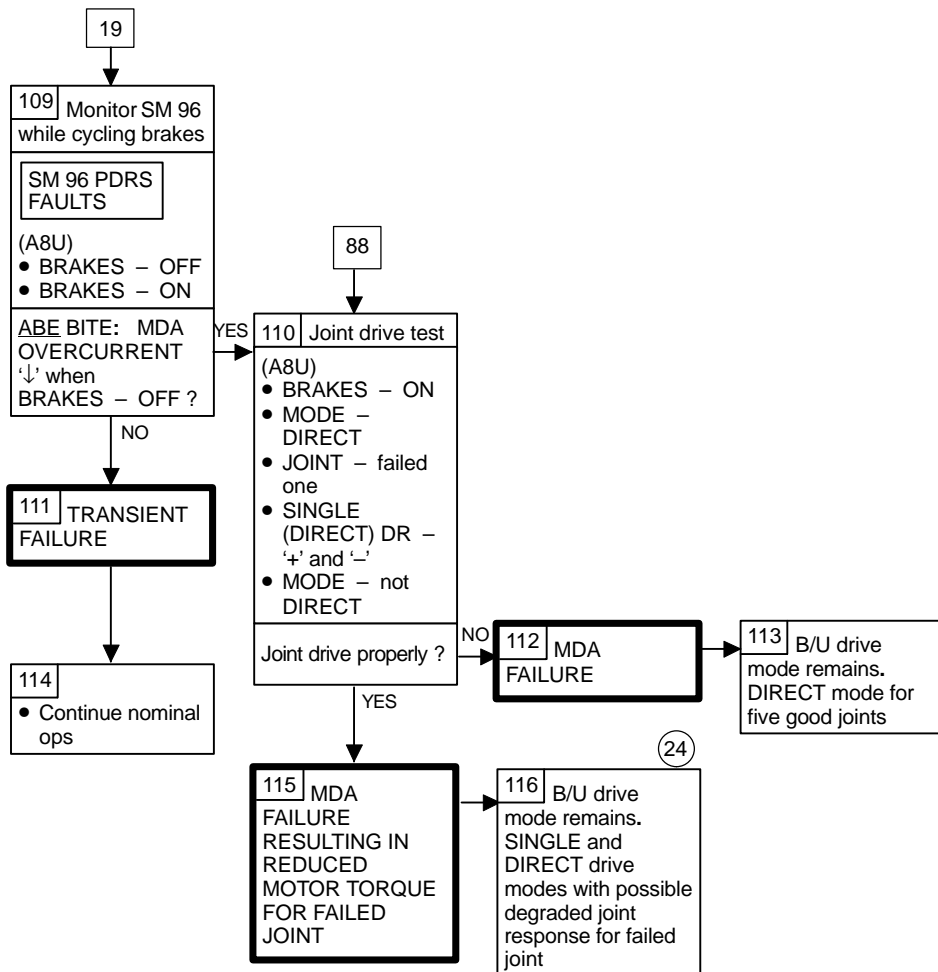 19
109 Monitor SM 96
while cycling brakes
SM 96 PDRS
FAULTS
(A8U)
• BRAKES – OFF
• BRAKES – ON
ABE BITE: MDA
OVERCURRENT
‘↓’ when
BRAKES – OFF ?
YES
NO
88
110 Joint drive test
(A8U)
• BRAKES – ON
• MODE –
DIRECT
• JOINT – failed
one
• SINGLE
(DIRECT) DR –
‘+’ and ‘–’
• MODE – not
DIRECT
Joint drive properly ?
NO
YES
111 TRANSIENT
FAILURE
112 MDA
FAILURE
113 B/U drive
mode remains.
DIRECT mode for
five good joints
114
• Continue nominal
ops
115 MDA
FAILURE
RESULTING IN
REDUCED
MOTOR TORQUE
FOR FAILED
JOINT
24
116 B/U drive
mode remains.
SINGLE and
DIRECT drive
modes with possible
degraded joint
response for failed
joint